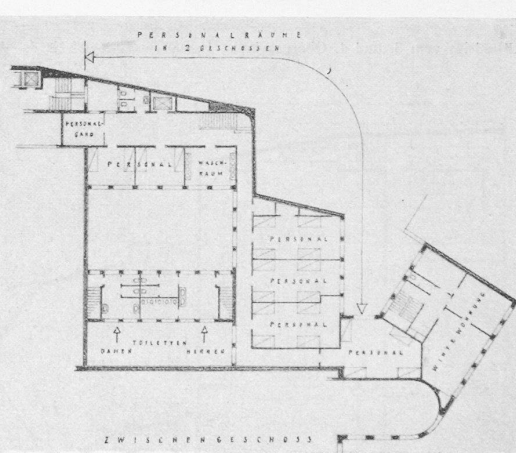 PERSONALRÄUME
IN 2 GESCHOSSEN
PERSONAL-
GARD
PERSONAL
WASCH-
RAUM
PERSONAL
PERSONAL
PERSONAL
PERSONAL
WIRTEWOHNUNG
TOILETTEN
DAMEN
HERREN
ZWISCHENGESCHOSS